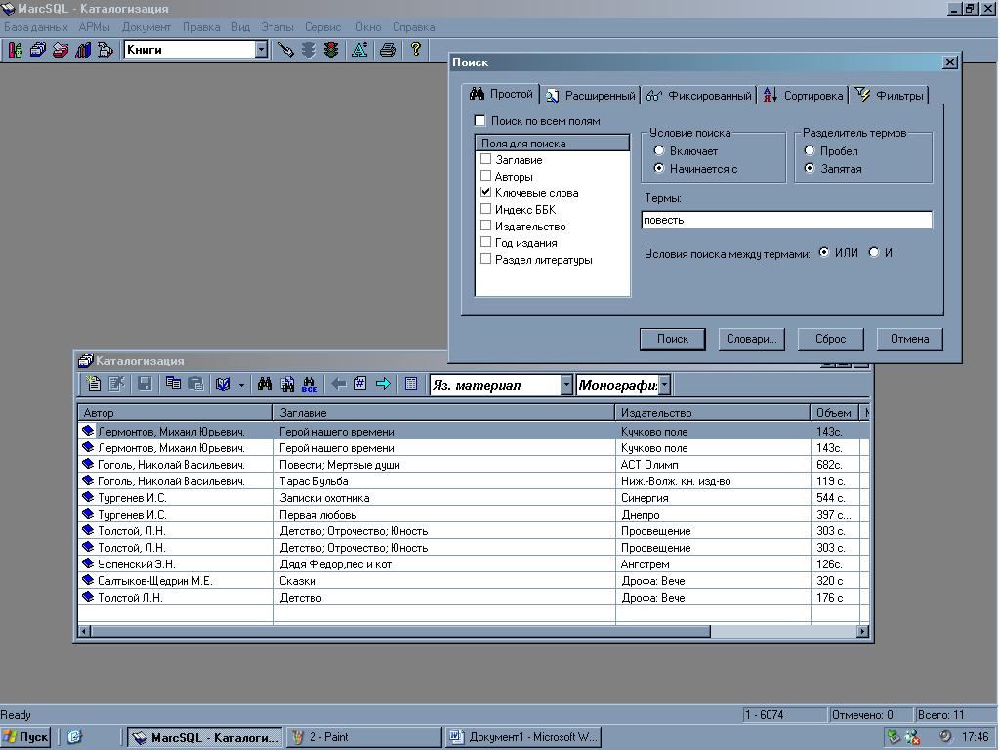 MarcSQL - Каталогизация
База данных АРМы Документ Правка Вид Этапы Сервис Окно Справка
Книги
Поиск
Простой Расширенный Фиксированный Сортировка Фильтры
Поиск по всем полям
Поля для поиска
Заглавие
Авторы
Ключевые слова
Индекс ББК
Издательство
Год издания
Раздел литературы
Условие поиска
Включает
Начинается с
Разделитель термов
Пробел
Запятая
Термы:
повесть
Условия поиска между термами: ИЛИ И
Поиск Словари... Сброс Отмена
Каталогизация
ВСЕ Яз. материал
Автор Заглавие Издательство Объем
Лермонтов, Михаил Юрьевич. Герой нашего времени Кучково поле 143с.
Лермонтов, Михаил Юрьевич. Герой нашего времени Кучково поле 143с.
Гоголь, Николай Васильевич. Повести; Мертвые души АСТ Олимп 682с.
Гоголь, Николай Васильевич. Тарас Бульба Ниж.-Волж. кн. изд-во 119 с.
Тургенев И.С. Записки охотника Синергия 544 с.
Тургенев И.С. Первая любовь Днепро 397 с...
Толстой, Л.Н. Детство; Отрочество; Юность Просвещение 303 с.
Толстой, Л.Н. Детство; Отрочество; Юность Просвещение 303 с.
Успенский Э.Н. Дядя Федор,пес и кот Ангстрем 126с.
Салтыков-Щедрин М.Е. Сказки Дрофа: Вече 320 с
Толстой Л.Н. Детство Дрофа: Вече 176 с
Ready 1 - 6074 Отмечено: 0 Всего: 11
Пуск MarcSQL - Каталоги... 2 - Paint Документ1 - Microsoft W... 17:46